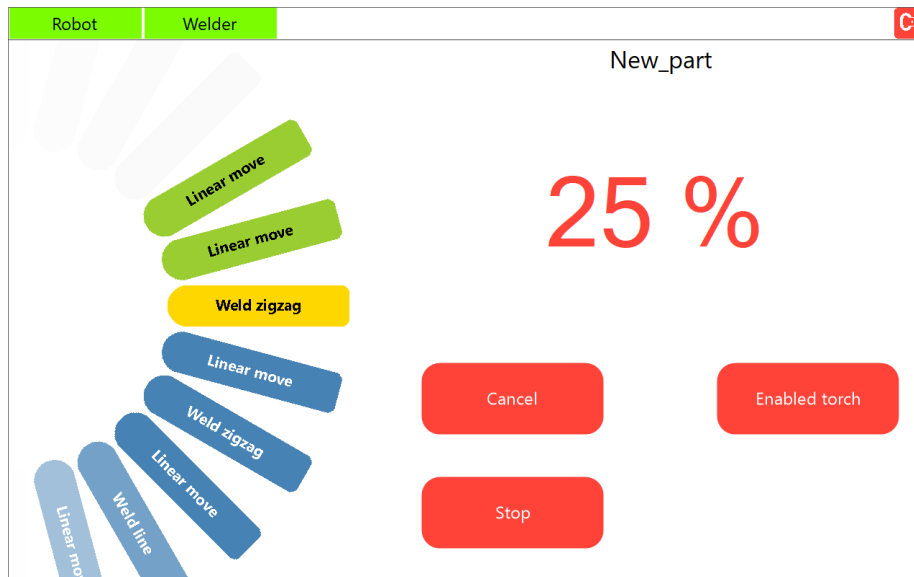 Robot
Welder
New_part
Linear move
Linear move
Weld zigzag
Linear move
Weld zigzag
Linear move
Weld line
Linear
25 %
Cancel
Enabled torch
Stop